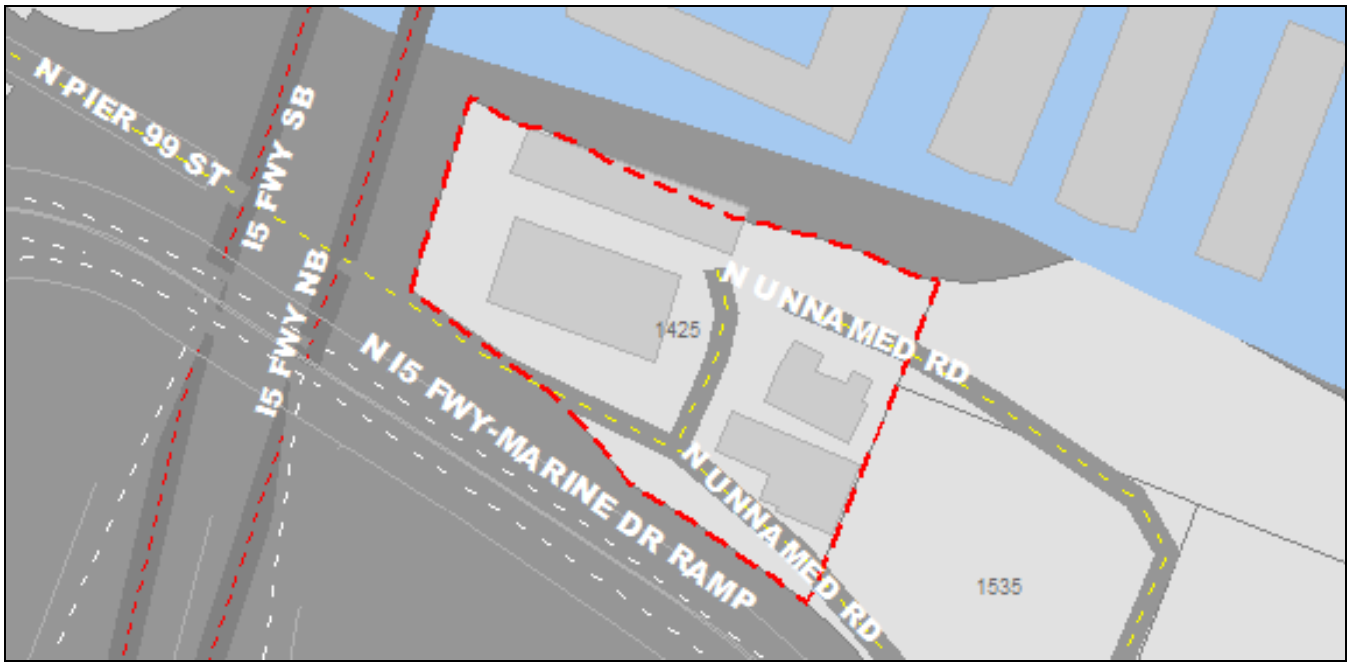 N PIER 99 ST
I5 FWY SB
I5 FWY NB
N UNNAMED RD
1425
N I5 FWY-MARINE DR RAMP
N UNNAMED RD
1535